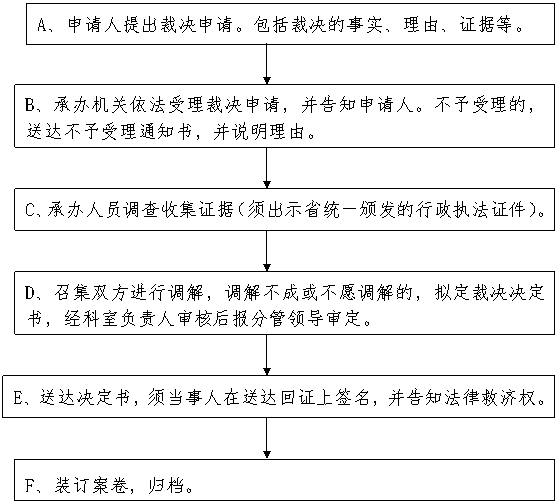 A、申请人提出裁决申请。包括裁决的事实、理由、证据等。
B、承办机关依法受理裁决申请，并告知申请人。不予受理的，
送达不予受理通知书，并说明理由。
C、承办人员调查收集证据（须出示省统一颁发的行政执法证件）。
D、召集双方进行调解，调解不成或不愿调解的，拟定裁决决定
书，经科室负责人审核后报分管领导审定。
E、送达决定书，须当事人在送达回证上签名，并告知法律救济权。
F、装订案卷，归档。